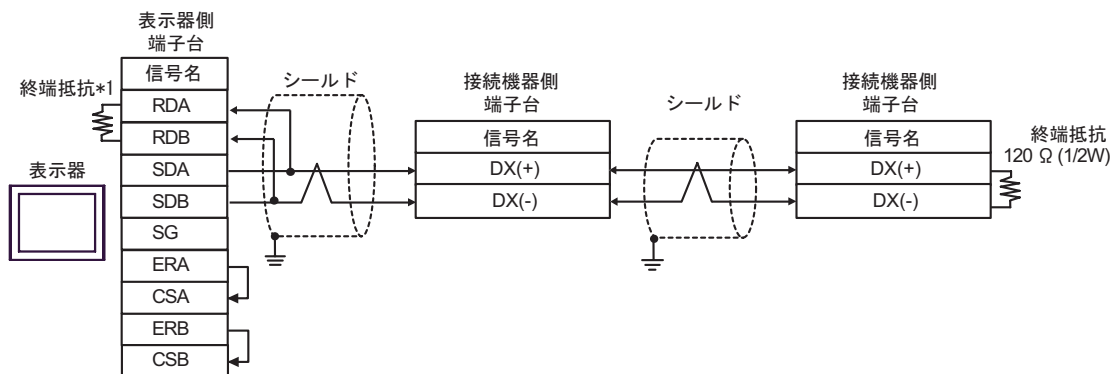 表示器側
端子台
信号名
終端抵抗*1
RDA
RDB
SDA
SDB
SG
ERA
CSA
ERB
CSB
表示器
シールド
接続機器側
端子台
信号名
DX(+)
DX(-)
シールド
接続機器側
端子台
信号名
DX(+)
DX(-)
終端抵抗
120 Ω (1/2W)